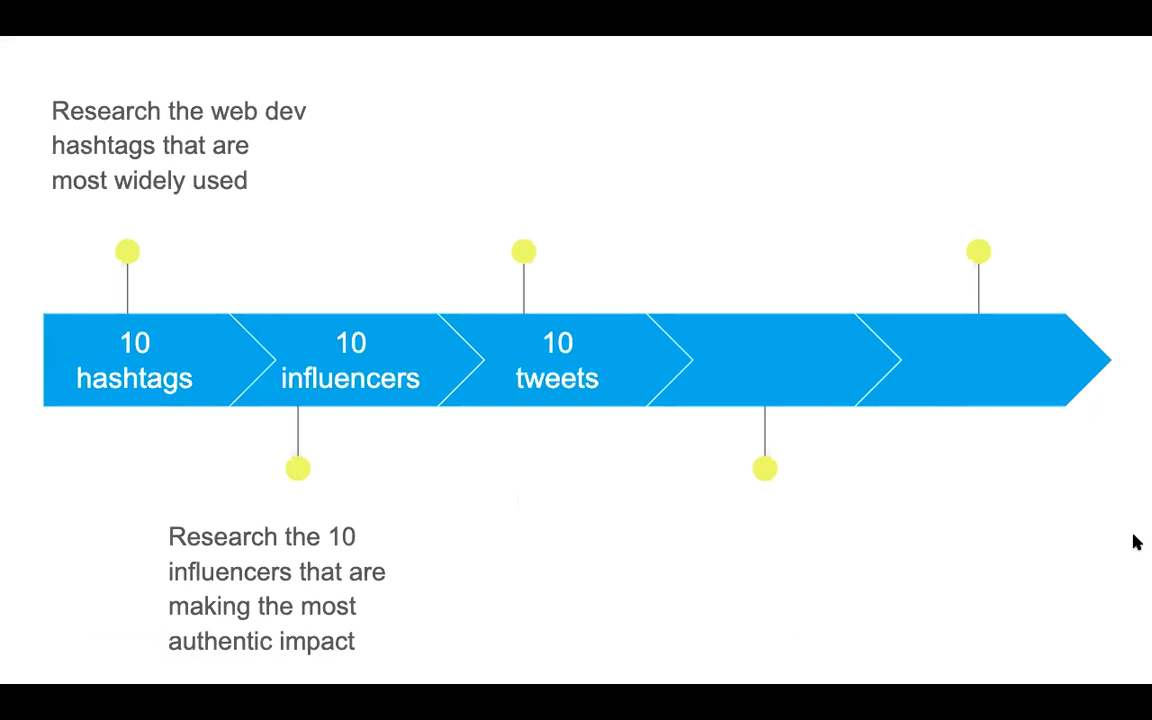 Research the web dev
hashtags that are
most widely used
10
hashtags
10
influencers
10
tweets
Research the 10
influencers that are
making the most
authentic impact